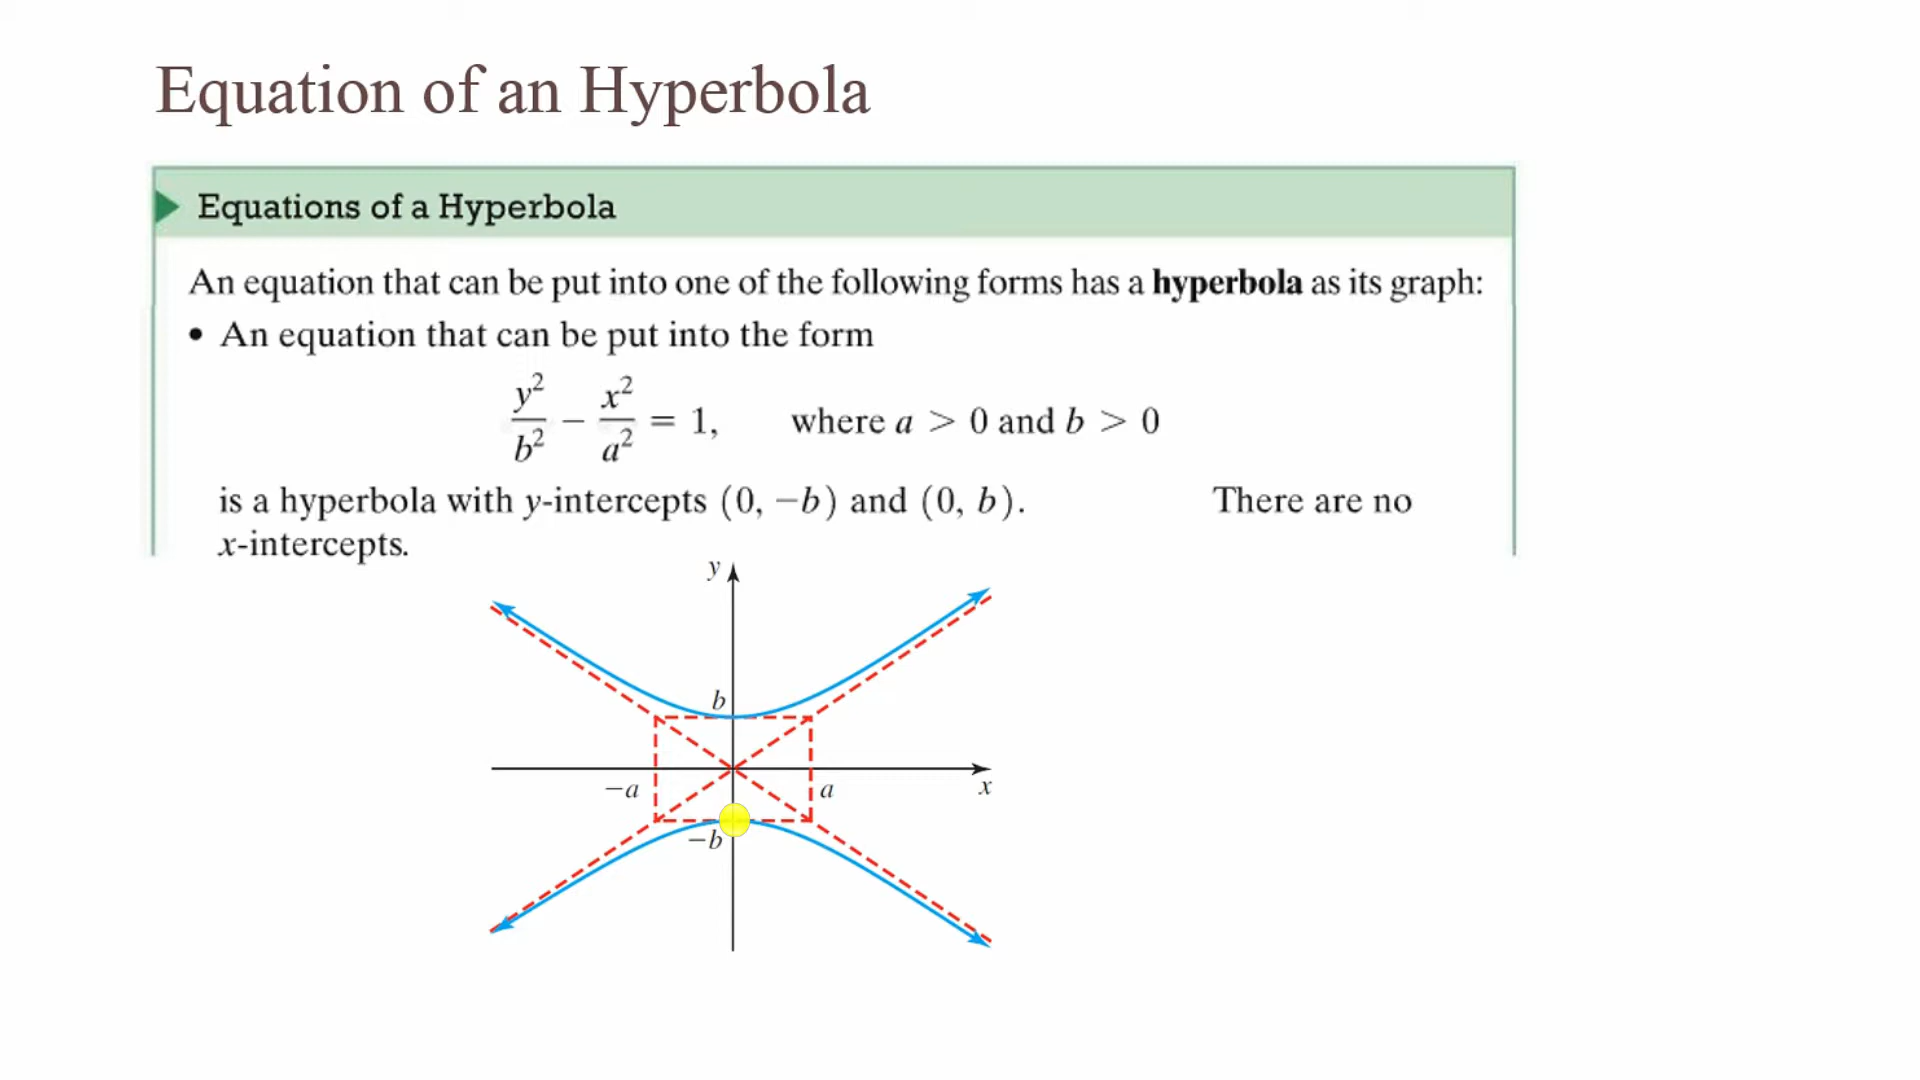 Equation of an Hyperbola
Equations of a Hyperbola
An equation that can be put into one of the following forms has a hyperbola as its graph:
• An equation that can be put into the form
y²/b² − x²/a² = 1, where a > 0 and b > 0
is a hyperbola with y-intercepts (0, −b) and (0, b). There are no
x-intercepts.
y
b
−a
a
x
−b